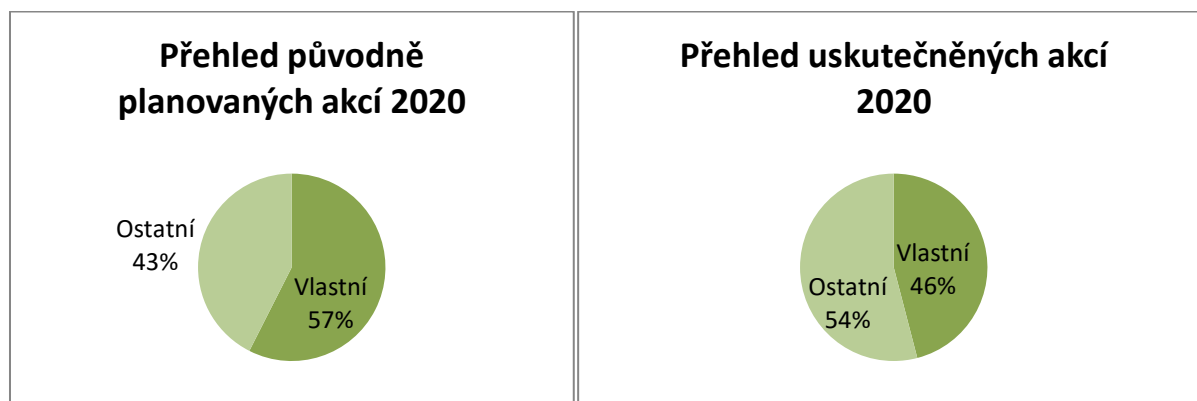 Přehled původně
planovaných akcí 2020
Ostatní
43%
Vlastní
57%
Přehled uskutečněných akcí
2020
Vlastní
46%
Ostatní
54%